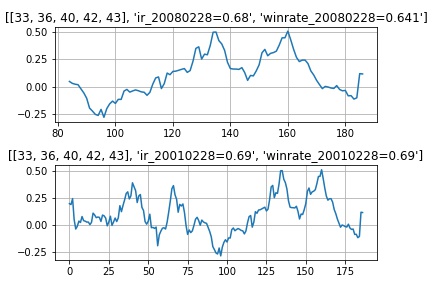 [[33, 36, 40, 42, 43], 'ir_20080228=0.68', 'winrate_20080228=0.641']
0.50
0.25
0.00
−0.25
80 100 120 140 160 180
[[33, 36, 40, 42, 43], 'ir_20010228=0.69', 'winrate_20010228=0.69']
0.50
0.25
0.00
−0.25
0 25 50 75 100 125 150 175